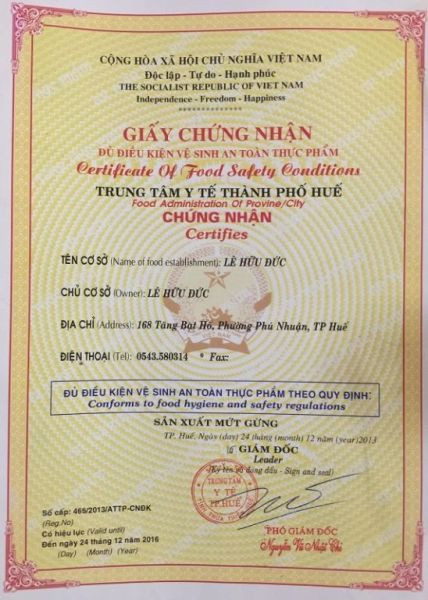 CỘNG HÒA XÃ HỘI CHỦ NGHĨA VIỆT NAM
Độc lập - Tự do - Hạnh phúc
THE SOCIALIST REPUBLIC OF VIET NAM
Independence - Freedom - Happiness
GIẤY CHỨNG NHẬN
ĐỦ ĐIỀU KIỆN VỆ SINH AN TOÀN THỰC PHẨM
Certificate Of Food Safety Conditions
TRUNG TÂM Y TẾ THÀNH PHỐ HUẾ
Food Administration Of Provine/City
CHỨNG NHẬN
Certifies
TÊN CƠ SỞ (Name of food establishment): LÊ HỮU ĐỨC
CHỦ CƠ SỞ (Owner): LÊ HỮU ĐỨC
ĐỊA CHỈ (Address): 168 Tăng Bạt Hổ, Phường Phú Nhuận, TP Huế
VIỆT NAM
ĐIỆN THOẠI (Tel): 0543.580314 * Fax:
ĐỦ ĐIỀU KIỆN VỆ SINH AN TOÀN THỰC PHẨM THEO QUY ĐỊNH:
Conforms to food hygiene and safety regulations
SẢN XUẤT MỨT GỪNG
TP. Huế, Ngày (day) 24 tháng (month) 12 năm (year) 2013
GIÁM ĐỐC
Leader
(Ký tên và đóng dấu - Sign and seal)
TRUNG TÂM
Y TẾ
TP.HUẾ
Số cấp: 465/2013/ATTP-CNĐK
(Reg.No)
Có hiệu lực (Valid until)
Đến ngày 24 tháng 12 năm 2016
(Day) (Month) (Year)
PHÓ GIÁM ĐỐC
Nguyễn Vũ Nhật Chi